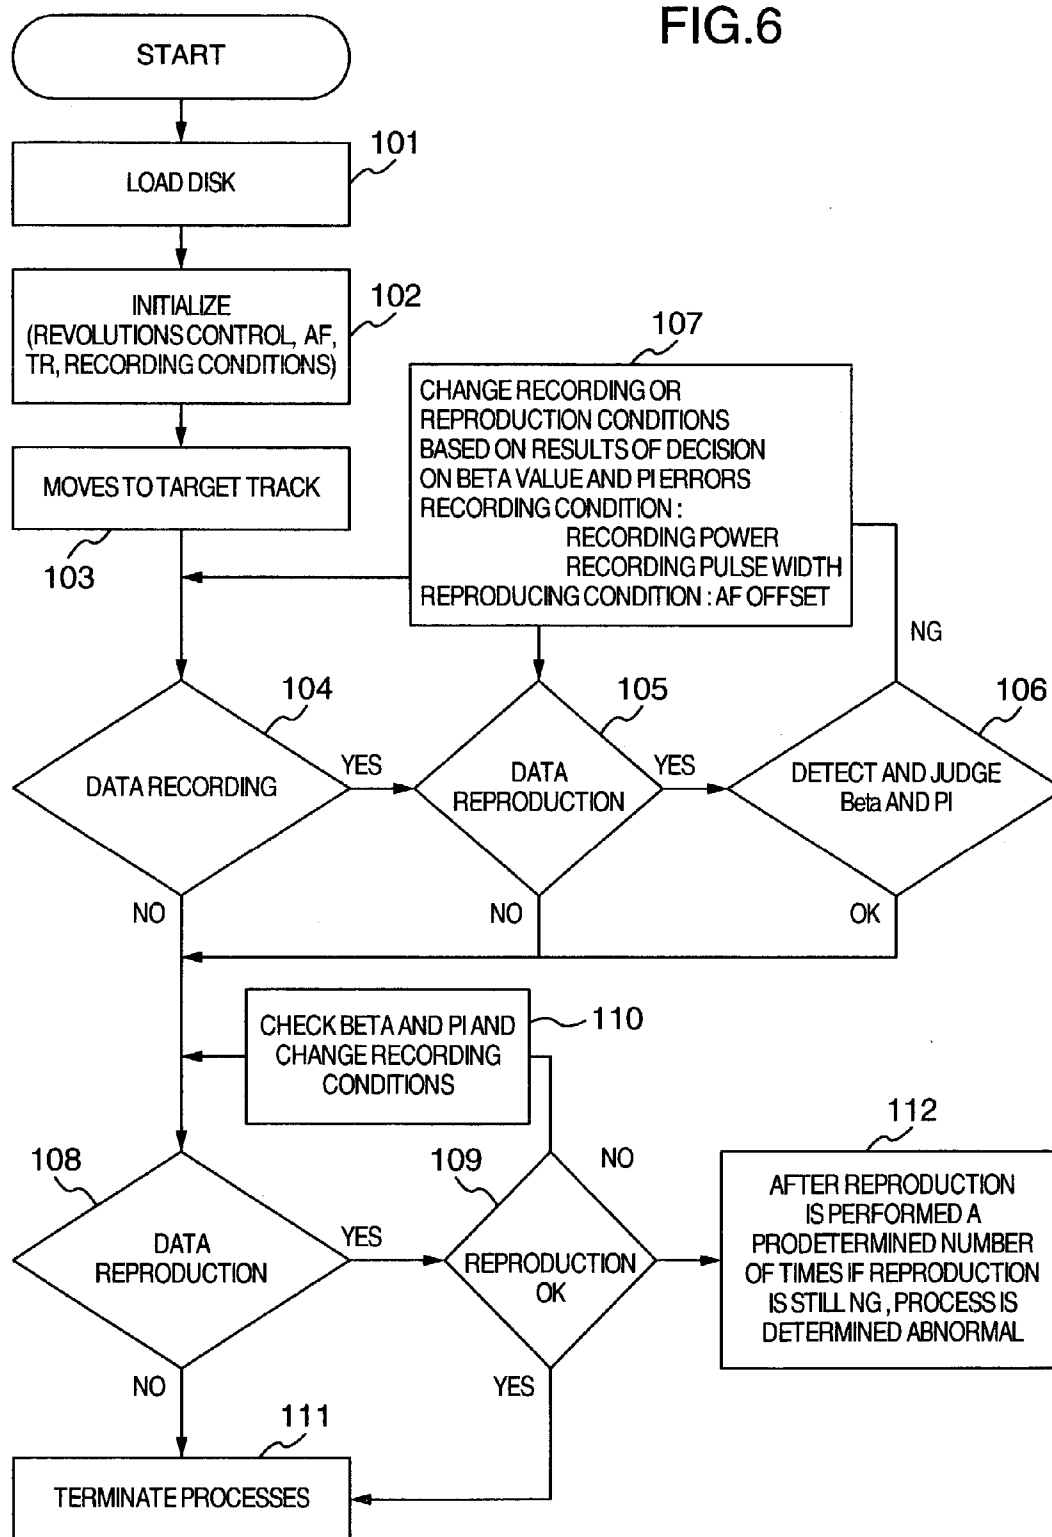 FIG.6
START
101
LOAD DISK
102
INITIALIZE
(REVOLUTIONS CONTROL, AF,
TR, RECORDING CONDITIONS)
107
CHANGE RECORDING OR
REPRODUCTION CONDITIONS
BASED ON RESULTS OF DECISION
ON BETA VALUE AND PI ERRORS
RECORDING CONDITION :
RECORDING POWER
RECORDING PULSE WIDTH
REPRODUCING CONDITION : AF OFFSET
MOVES TO TARGET TRACK
103
NG
104
DATA RECORDING
YES
105
DATA
REPRODUCTION
YES
106
DETECT AND JUDGE
Beta AND PI
NO
NO
OK
CHECK BETA AND PI AND
CHANGE RECORDING
CONDITIONS
110
108
DATA
REPRODUCTION
YES
109
REPRODUCTION
OK
NO
112
AFTER REPRODUCTION
IS PERFORMED A
PRODETERMINED NUMBER
OF TIMES IF REPRODUCTION
IS STILL NG , PROCESS IS
DETERMINED ABNORMAL
NO
YES
111
TERMINATE PROCESSES